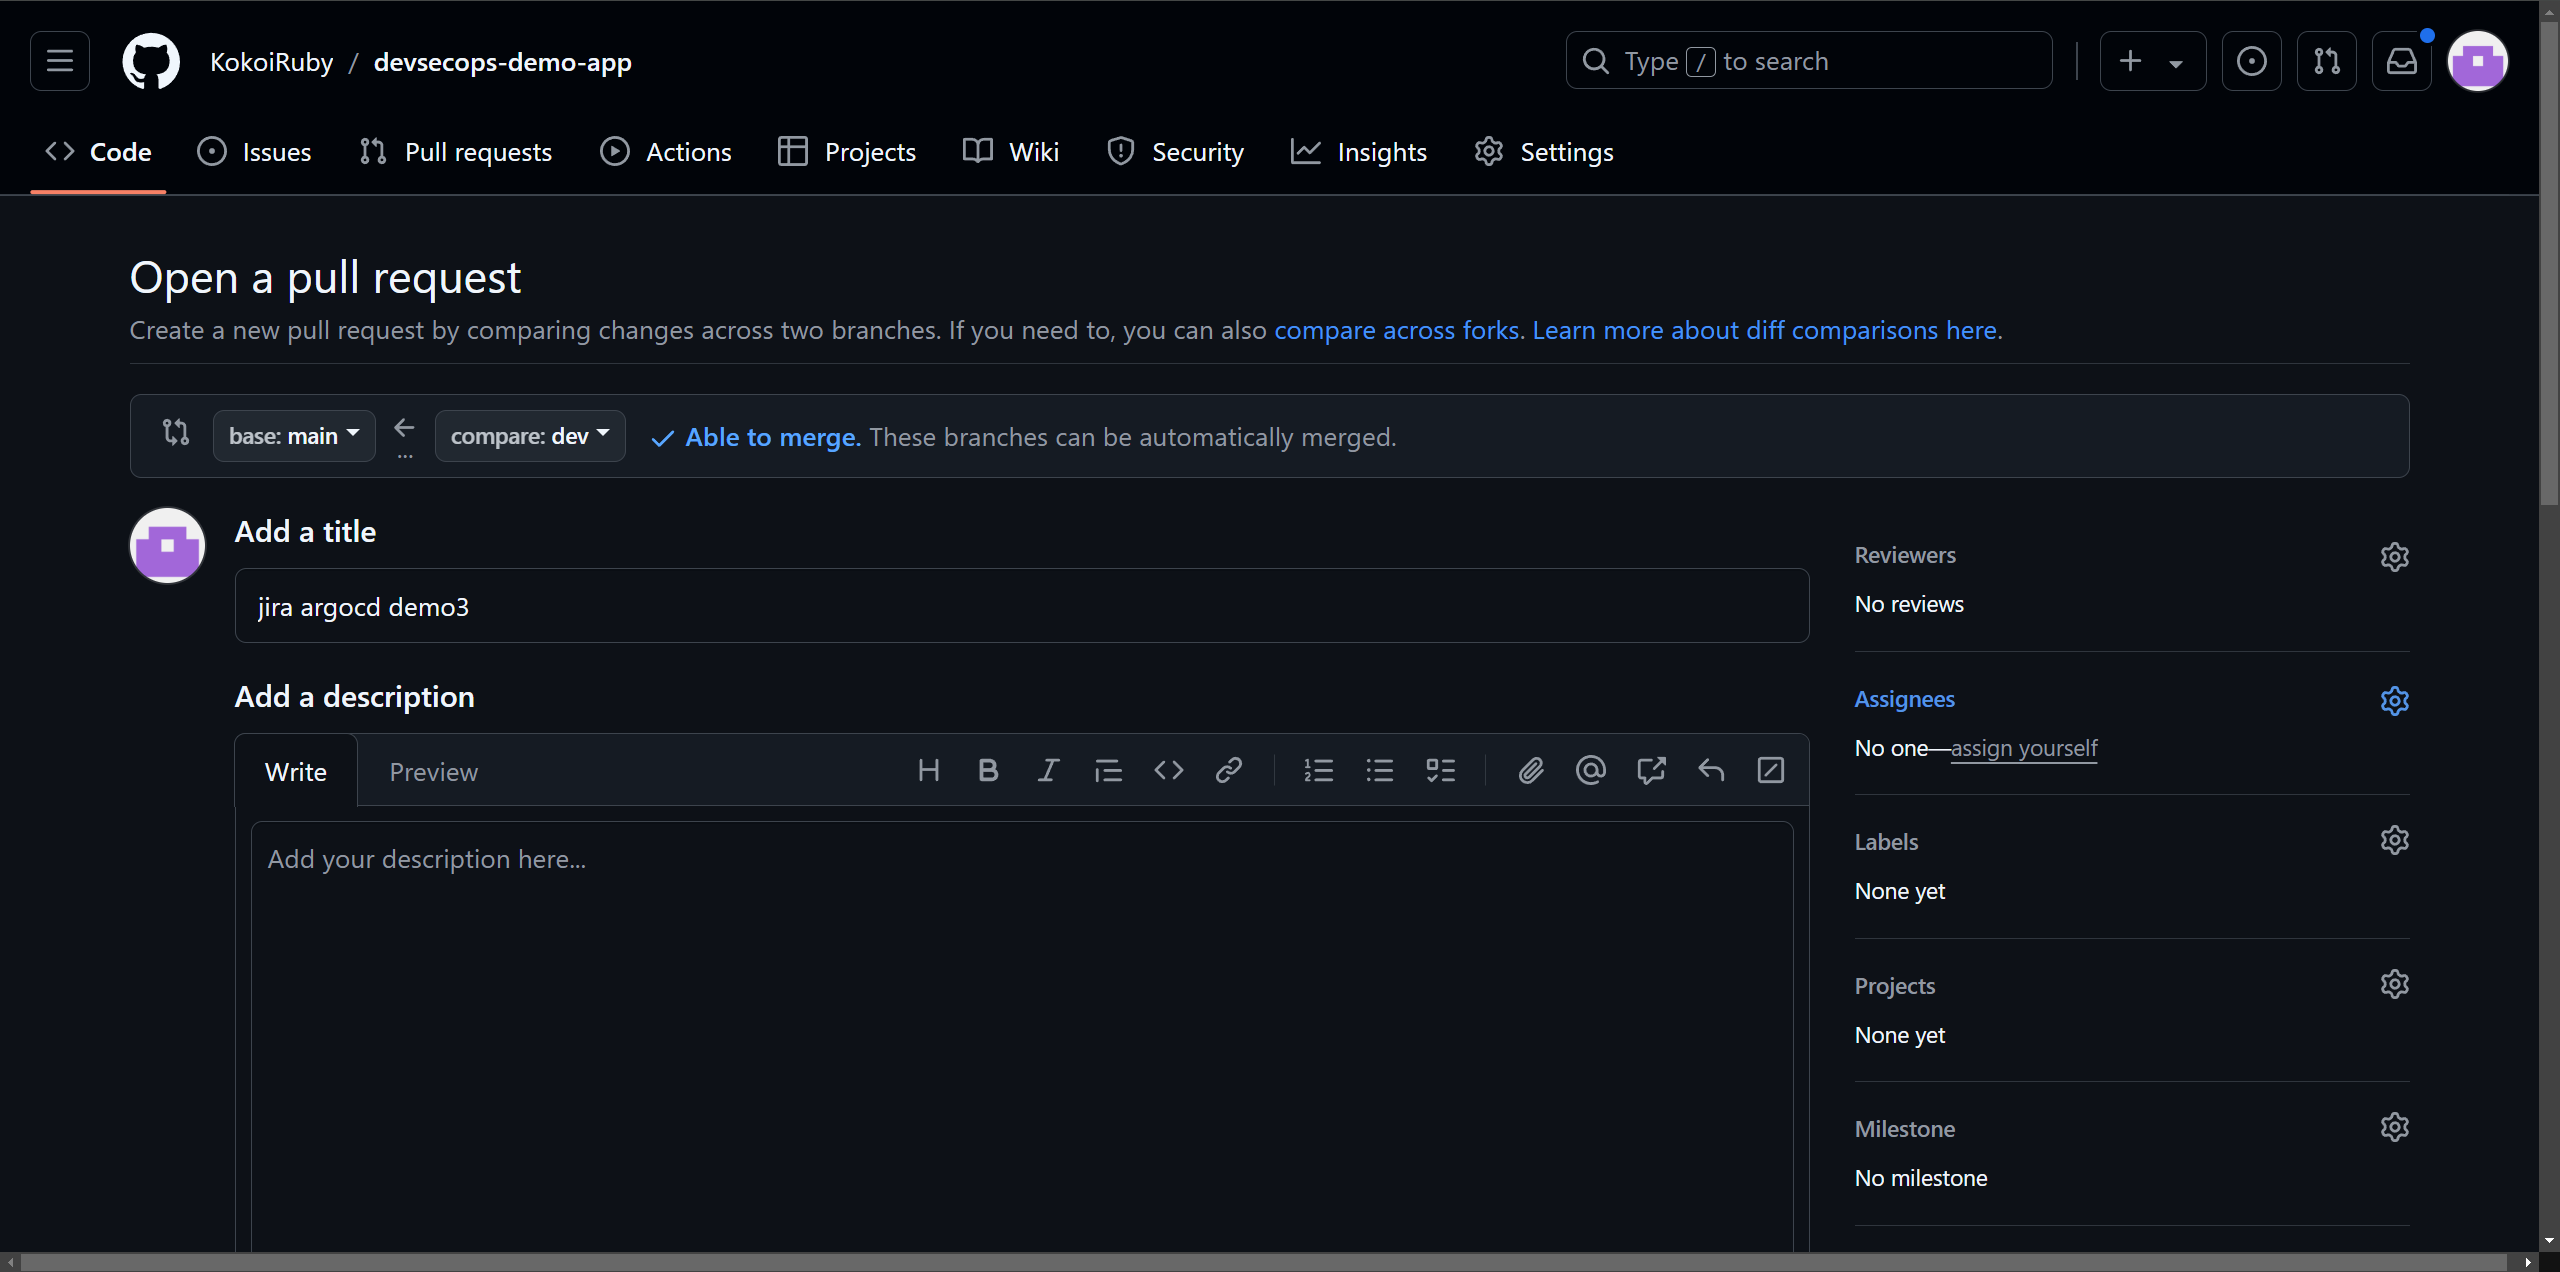 KokoiRuby / devsecops-demo-app
Type / to search
Code Issues Pull requests Actions Projects Wiki Security Insights Settings
Open a pull request
Create a new pull request by comparing changes across two branches. If you need to, you can also compare across forks. Learn more about diff comparisons here.
base: main compare: dev Able to merge. These branches can be automatically merged.
Add a title
jira argocd demo3
Add a description
Write Preview
Add your description here...
Reviewers
No reviews
Assignees
No one—assign yourself
Labels
None yet
Projects
None yet
Milestone
No milestone